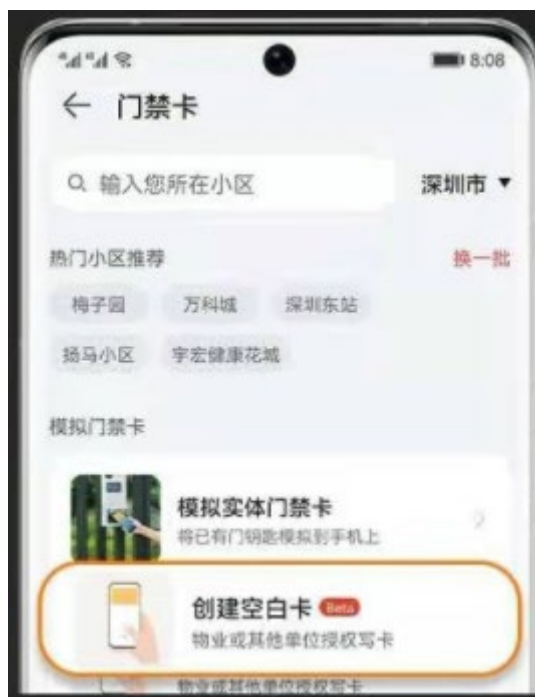 8:08
← 门禁卡
输入您所在小区 深圳市 ▼
热门小区推荐 换一批
梅子园 万科城 深圳东站
扬马小区 宇宏健康花城
模拟门禁卡
模拟实体门禁卡
将已有门钥匙模拟到手机上
创建空白卡 Beta
物业或其他单位授权写卡
物业或其他单位授权写卡